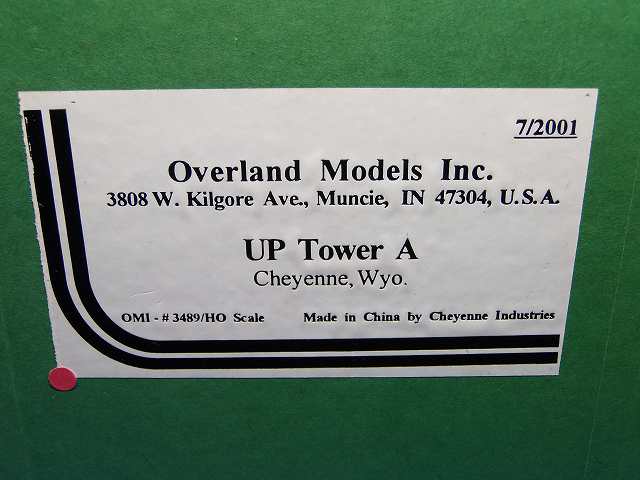 7/2001
Overland Models Inc.
3808 W. Kilgore Ave., Muncie, IN 47304, U.S.A.
UP Tower A
Cheyenne, Wyo.
OMI - # 3489/HO Scale Made in China by Cheyenne Industries